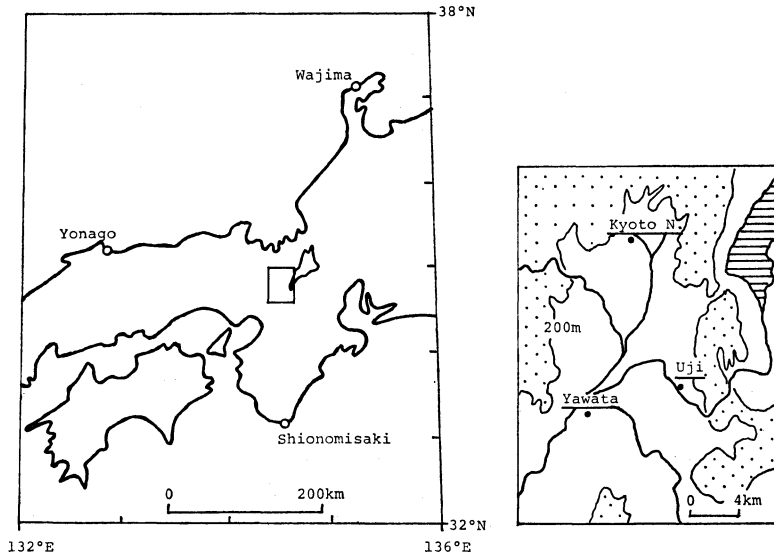 38°N
Wajima
Yonago
Shionomisaki
0 200km
32°N
132°E
136°E
Kyoto N.
200m
Uji
Yawata
0 4km